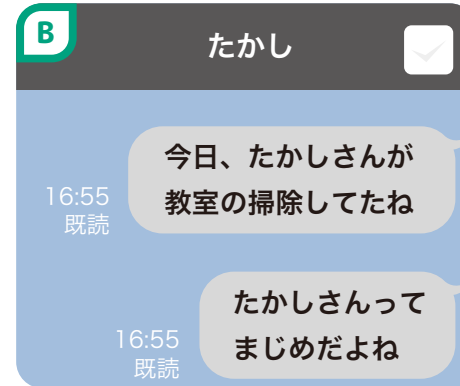 B
たかし
今日、たかしさんが
教室の掃除してたね
16:55
既読
たかしさんって
まじめだよね
16:55
既読